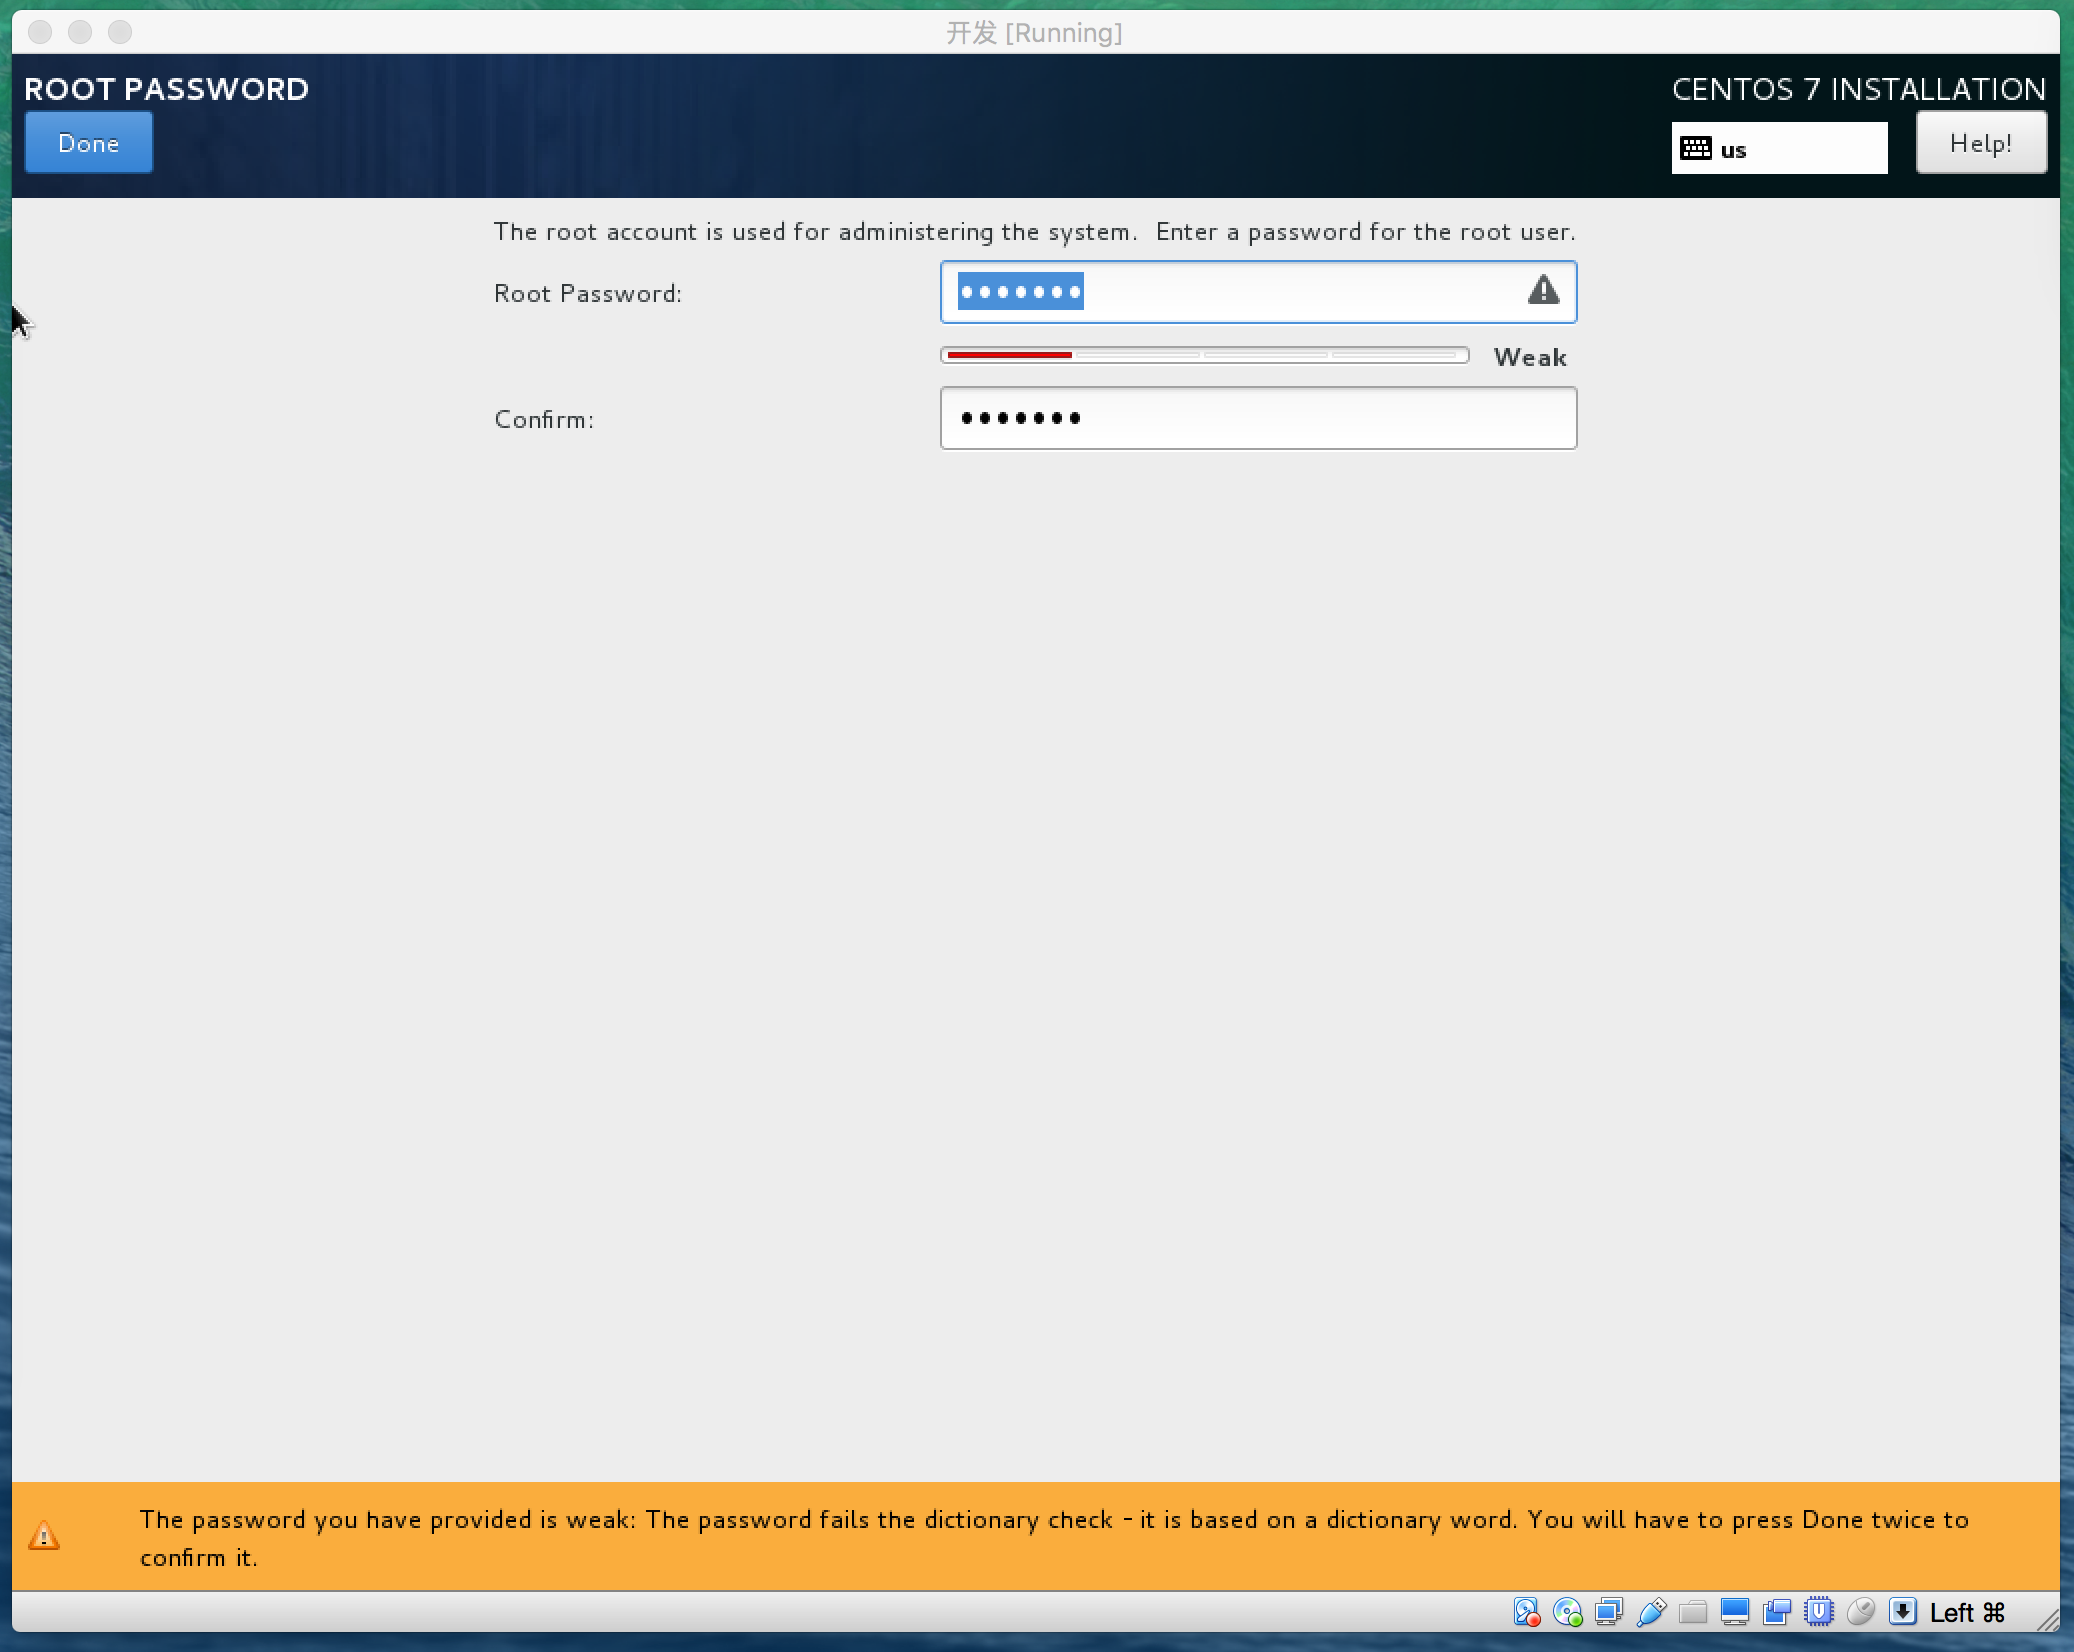 开发 [Running]
ROOT PASSWORD
CENTOS 7 INSTALLATION
Done
us
Help!
The root account is used for administering the system.  Enter a password for the root user.
Root Password:
•••••••
Weak
Confirm:
•••••••
The password you have provided is weak: The password fails the dictionary check - it is based on a dictionary word. You will have to press Done twice to
confirm it.
Left ⌘